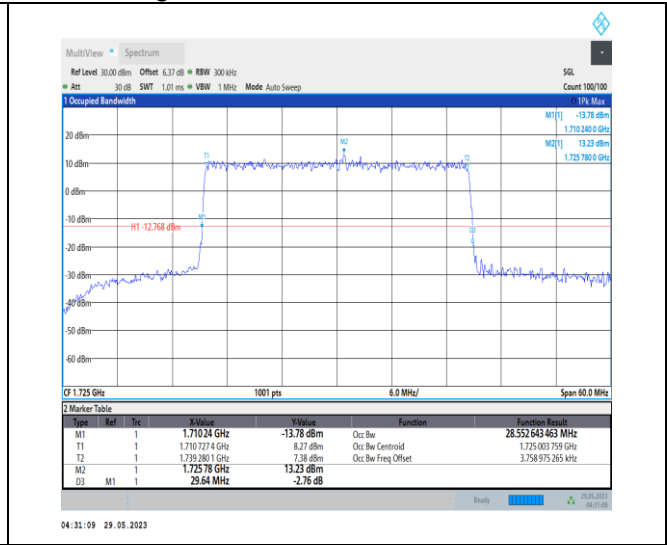 MultiView Spectrum
Ref Level 30.00 dBm Offset 6.37 dB RBW 300 kHz SGL
Att 30 dB SWT 1.01 ms VBW 1 MHz Mode Auto Sweep Count 100/100
1 Occupied Bandwidth 1Pk Max
M1[1] -13.78 dBm
1.710 240 0 GHz
M2[1] 13.23 dBm
1.725 780 0 GHz
20 dBm
M2
T1
T2
10 dBm
0 dBm
-10 dBm
M1
H1 -12.768 dBm
D3
-20 dBm
-30 dBm
-40 dBm
-50 dBm
-60 dBm
CF 1.725 GHz 1001 pts 6.0 MHz/ Span 60.0 MHz
2 Marker Table
Type Ref Trc X-Value Y-Value Function Function Result
M1 1 1.710 24 GHz -13.78 dBm Occ Bw 28.552 643 463 MHz
T1 1 1.710 727 4 GHz 8.27 dBm Occ Bw Centroid 1.725 003 759 GHz
T2 1 1.739 280 1 GHz 7.38 dBm Occ Bw Freq Offset 3.758 975 265 kHz
M2 1 1.725 78 GHz 13.23 dBm
D3 M1 1 29.64 MHz -2.76 dB
Ready 29.05.2023
04:31:08
04:31:09 29.05.2023